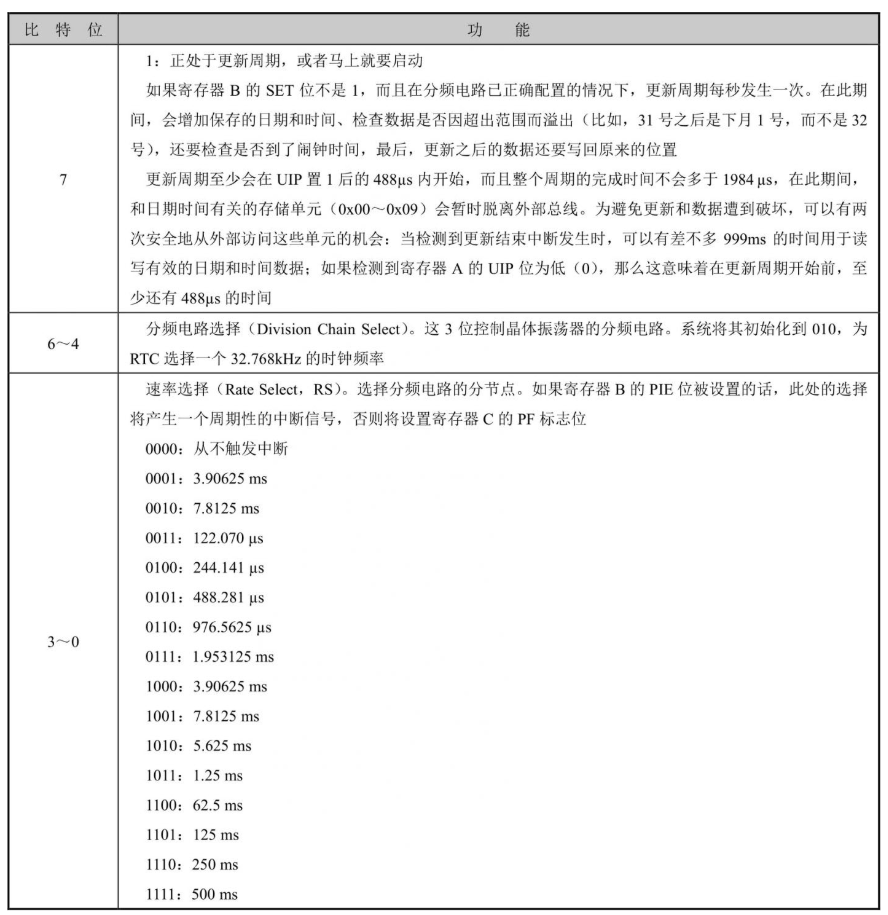 比 特 位 功 能
1：正处于更新周期，或者马上就要启动
如果寄存器 B 的 SET 位不是 1，而且在分频电路已正确配置的情况下，更新周期每秒发生一次。在此期
间，会增加保存的日期和时间、检查数据是否因超出范围而溢出（比如，31 号之后是下月 1 号，而不是 32
号），还要检查是否到了闹钟时间，最后，更新之后的数据还要写回原来的位置
7
更新周期至少会在 UIP 置 1 后的 488μs 内开始，而且整个周期的完成时间不会多于 1984 μs，在此期间，
和日期时间有关的存储单元（0x00～0x09）会暂时脱离外部总线。为避免更新和数据遭到破坏，可以有两
次安全地从外部访问这些单元的机会：当检测到更新结束中断发生时，可以有差不多 999ms 的时间用于读
写有效的日期和时间数据；如果检测到寄存器 A 的 UIP 位为低（0），那么这意味着在更新周期开始前，至
少还有 488μs 的时间
6～4
分频电路选择（Division Chain Select）。这 3 位控制晶体振荡器的分频电路。系统将其初始化到 010，为
RTC 选择一个 32.768kHz 的时钟频率
速率选择（Rate Select，RS）。选择分频电路的分节点。如果寄存器 B 的 PIE 位被设置的话，此处的选择
将产生一个周期性的中断信号，否则将设置寄存器 C 的 PF 标志位
0000：从不触发中断
0001：3.90625 ms
0010：7.8125 ms
0011：122.070 μs
0100：244.141 μs
0101：488.281 μs
0110：976.5625 μs
3～0
0111：1.953125 ms
1000：3.90625 ms
1001：7.8125 ms
1010：5.625 ms
1011：1.25 ms
1100：62.5 ms
1101：125 ms
1110：250 ms
1111：500 ms